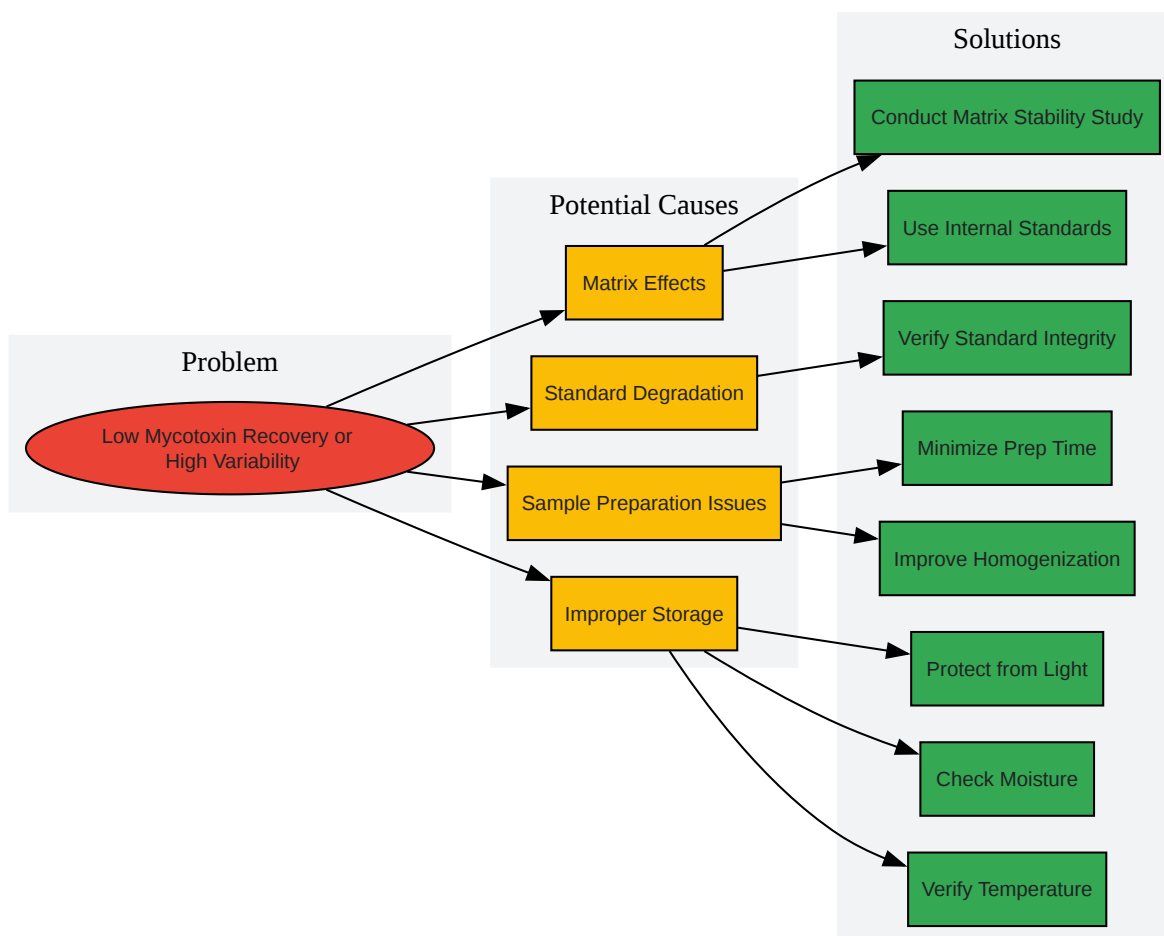 Problem
Low Mycotoxin Recovery or
High Variability
Potential Causes
Matrix Effects
Standard Degradation
Sample Preparation Issues
Improper Storage
Solutions
Conduct Matrix Stability Study
Use Internal Standards
Verify Standard Integrity
Minimize Prep Time
Improve Homogenization
Protect from Light
Check Moisture
Verify Temperature